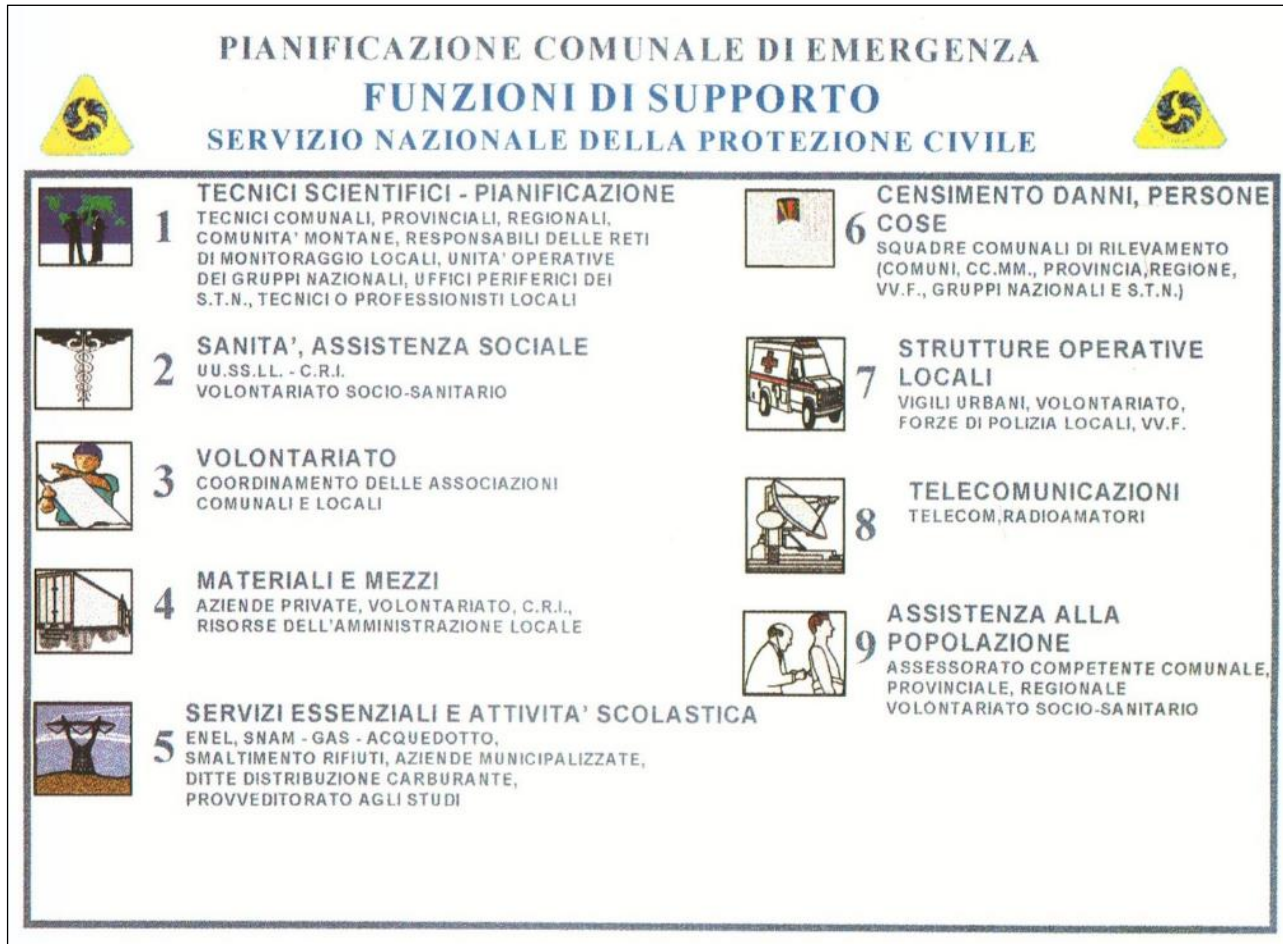 PIANIFICAZIONE COMUNALE DI EMERGENZA
FUNZIONI DI SUPPORTO
SERVIZIO NAZIONALE DELLA PROTEZIONE CIVILE
1
TECNICI SCIENTIFICI - PIANIFICAZIONE
TECNICI COMUNALI, PROVINCIALI, REGIONALI,
COMUNITA' MONTANE, RESPONSABILI DELLE RETI
DI MONITORAGGIO LOCALI, UNITA' OPERATIVE
DEI GRUPPI NAZIONALI, UFFICI PERIFERICI DEI
S.T.N., TECNICI O PROFESSIONISTI LOCALI
2
SANITA', ASSISTENZA SOCIALE
UU.SS.LL. - C.R.I.
VOLONTARIATO SOCIO-SANITARIO
3
VOLONTARIATO
COORDINAMENTO DELLE ASSOCIAZIONI
COMUNALI E LOCALI
4
MATERIALI E MEZZI
AZIENDE PRIVATE, VOLONTARIATO, C.R.I.,
RISORSE DELL'AMMINISTRAZIONE LOCALE
5
SERVIZI ESSENZIALI E ATTIVITA' SCOLASTICA
ENEL, SNAM - GAS - ACQUEDOTTO,
SMALTIMENTO RIFIUTI, AZIENDE MUNICIPALIZZATE,
DITTE DISTRIBUZIONE CARBURANTE,
PROVVEDITORATO AGLI STUDI
6
CENSIMENTO DANNI, PERSONE
COSE
SQUADRE COMUNALI DI RILEVAMENTO
(COMUNI, CC.MM., PROVINCIA,REGIONE,
VV.F., GRUPPI NAZIONALI E S.T.N.)
7
STRUTTURE OPERATIVE
LOCALI
VIGILI URBANI, VOLONTARIATO,
FORZE DI POLIZIA LOCALI, VV.F.
8
TELECOMUNICAZIONI
TELECOM,RADIOAMATORI
9
ASSISTENZA ALLA
POPOLAZIONE
ASSESSORATO COMPETENTE COMUNALE,
PROVINCIALE, REGIONALE
VOLONTARIATO SOCIO-SANITARIO